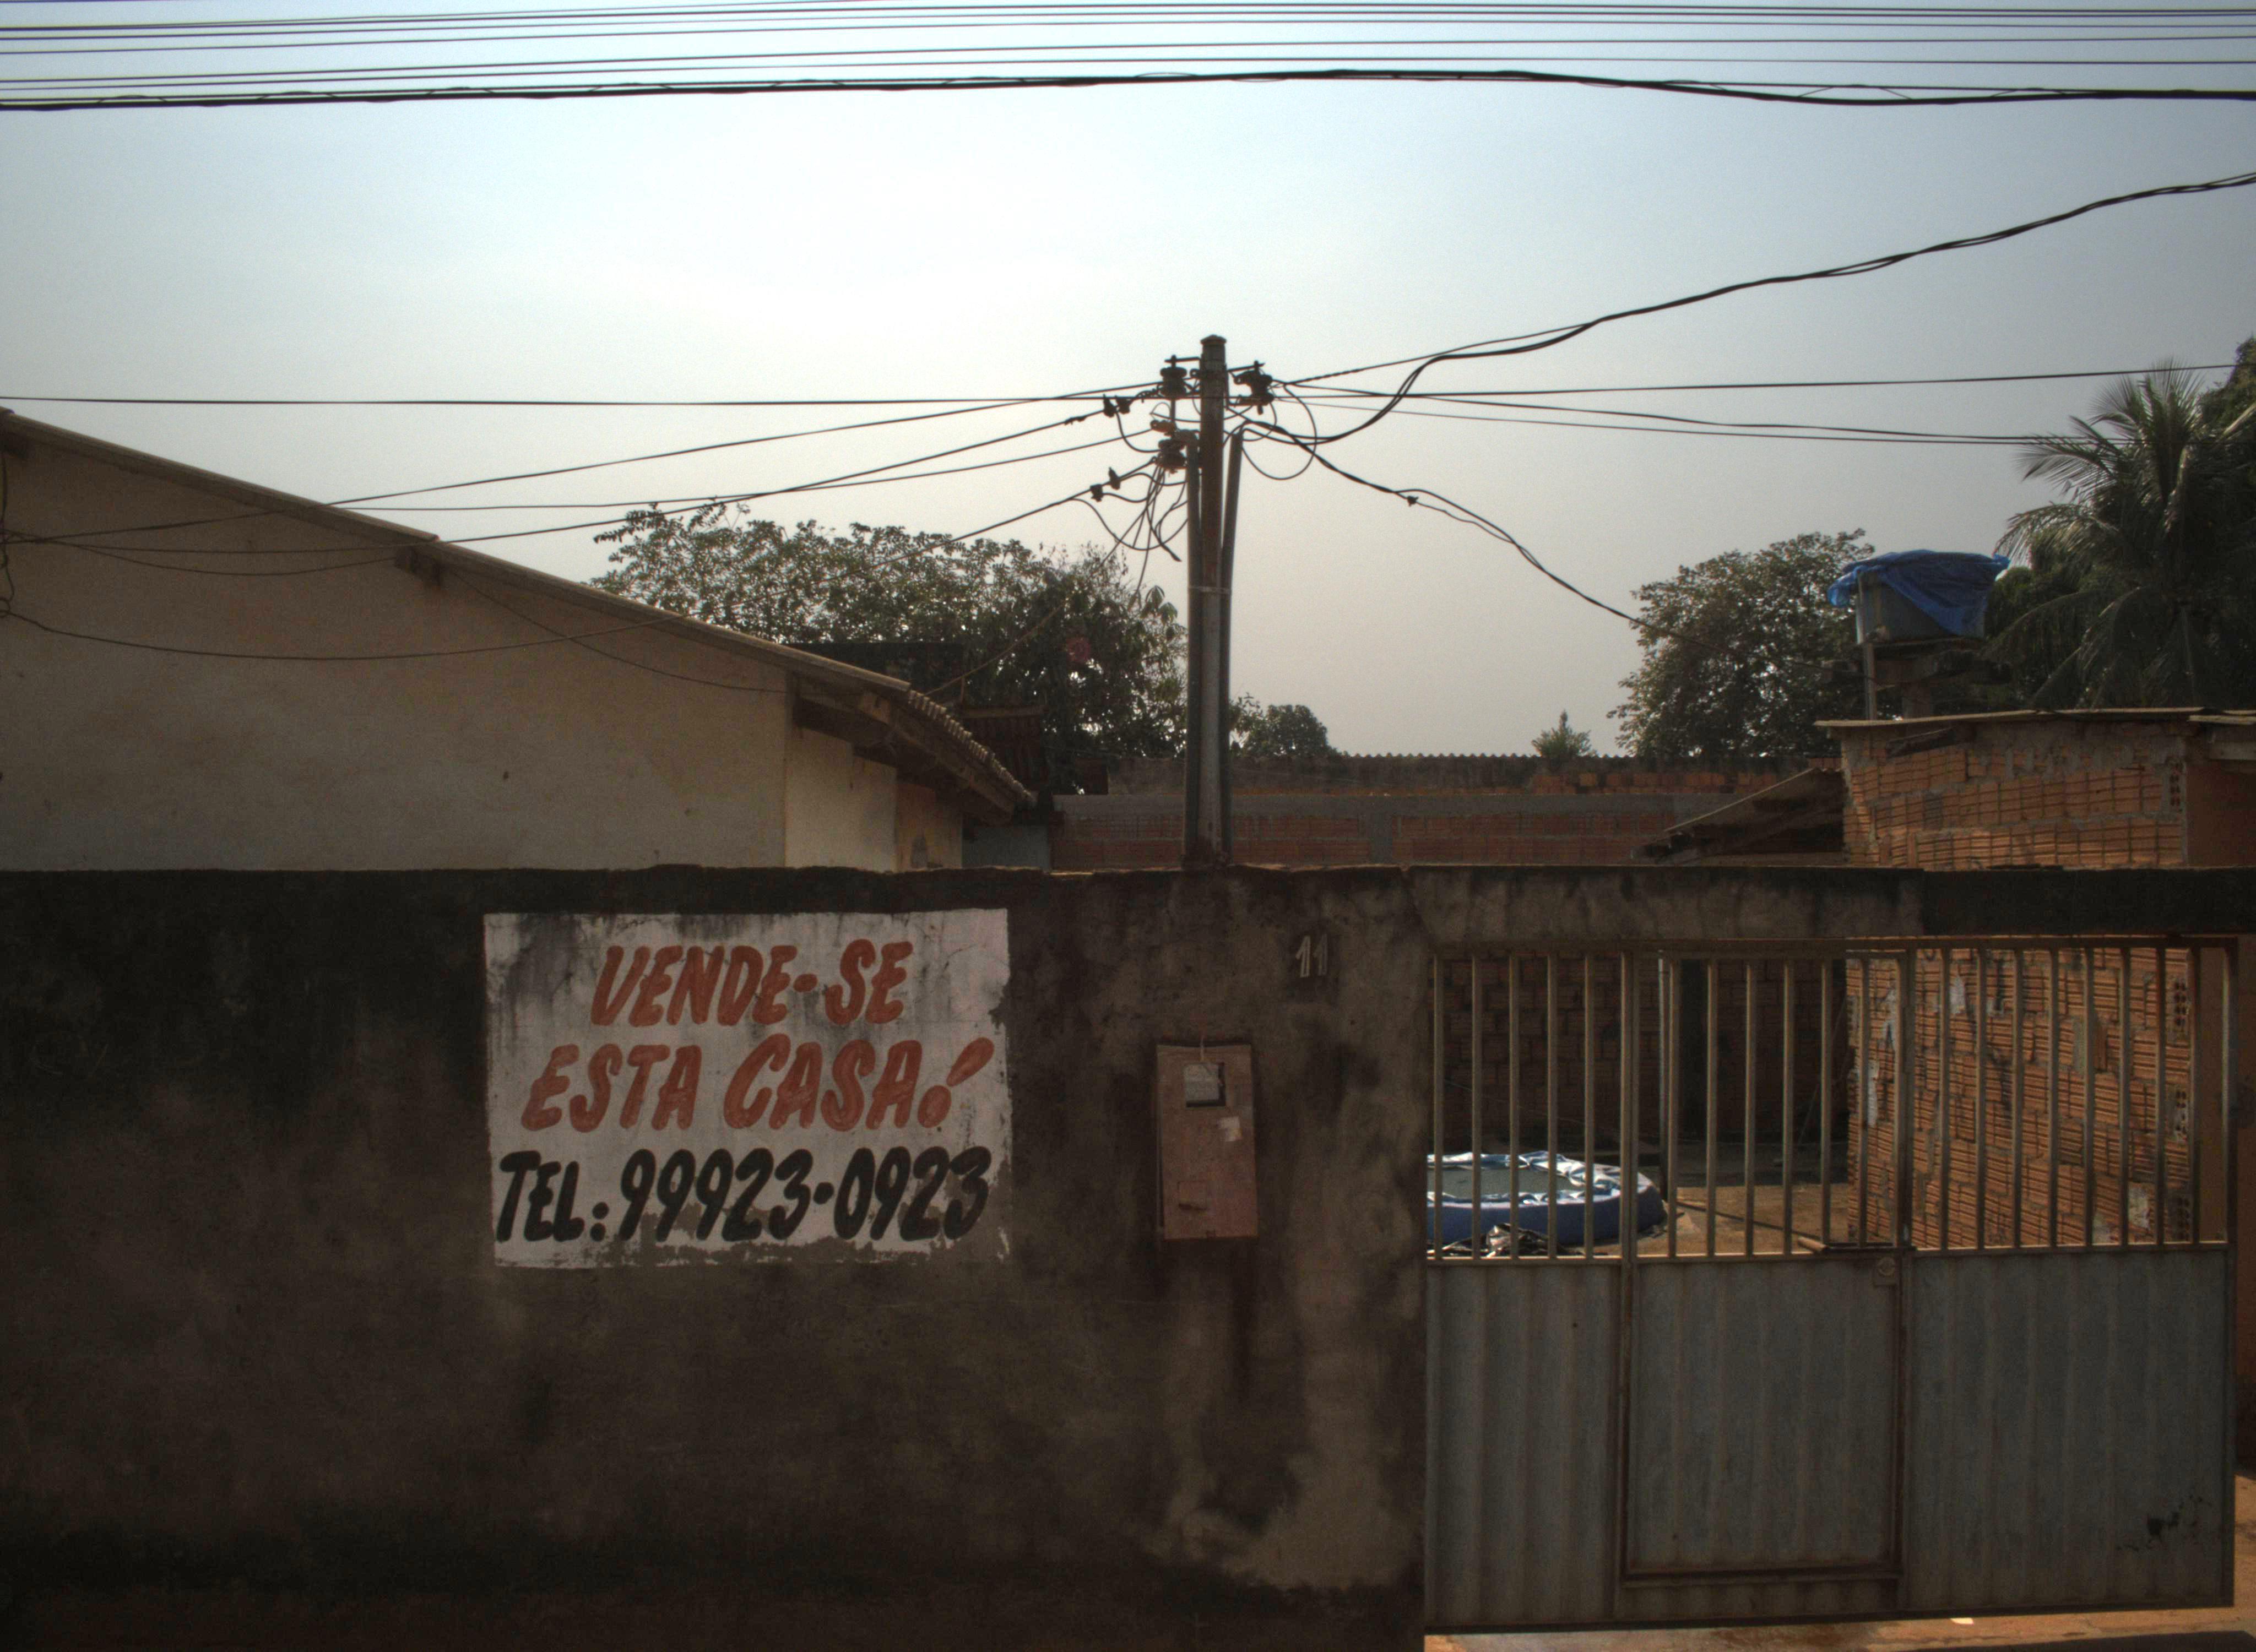 VENDE-SE
ESTA CASA!
TEL: 99923-0923
11